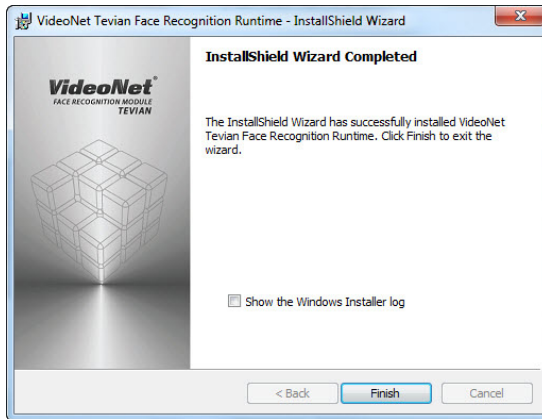 VideoNet Tevian Face Recognition Runtime - InstallShield Wizard
VideoNet
FACE RECOGNITION MODULE
TEVIAN
InstallShield Wizard Completed
The InstallShield Wizard has successfully installed VideoNet
Tevian Face Recognition Runtime. Click Finish to exit the
wizard.
Show the Windows Installer log
< Back
Finish
Cancel